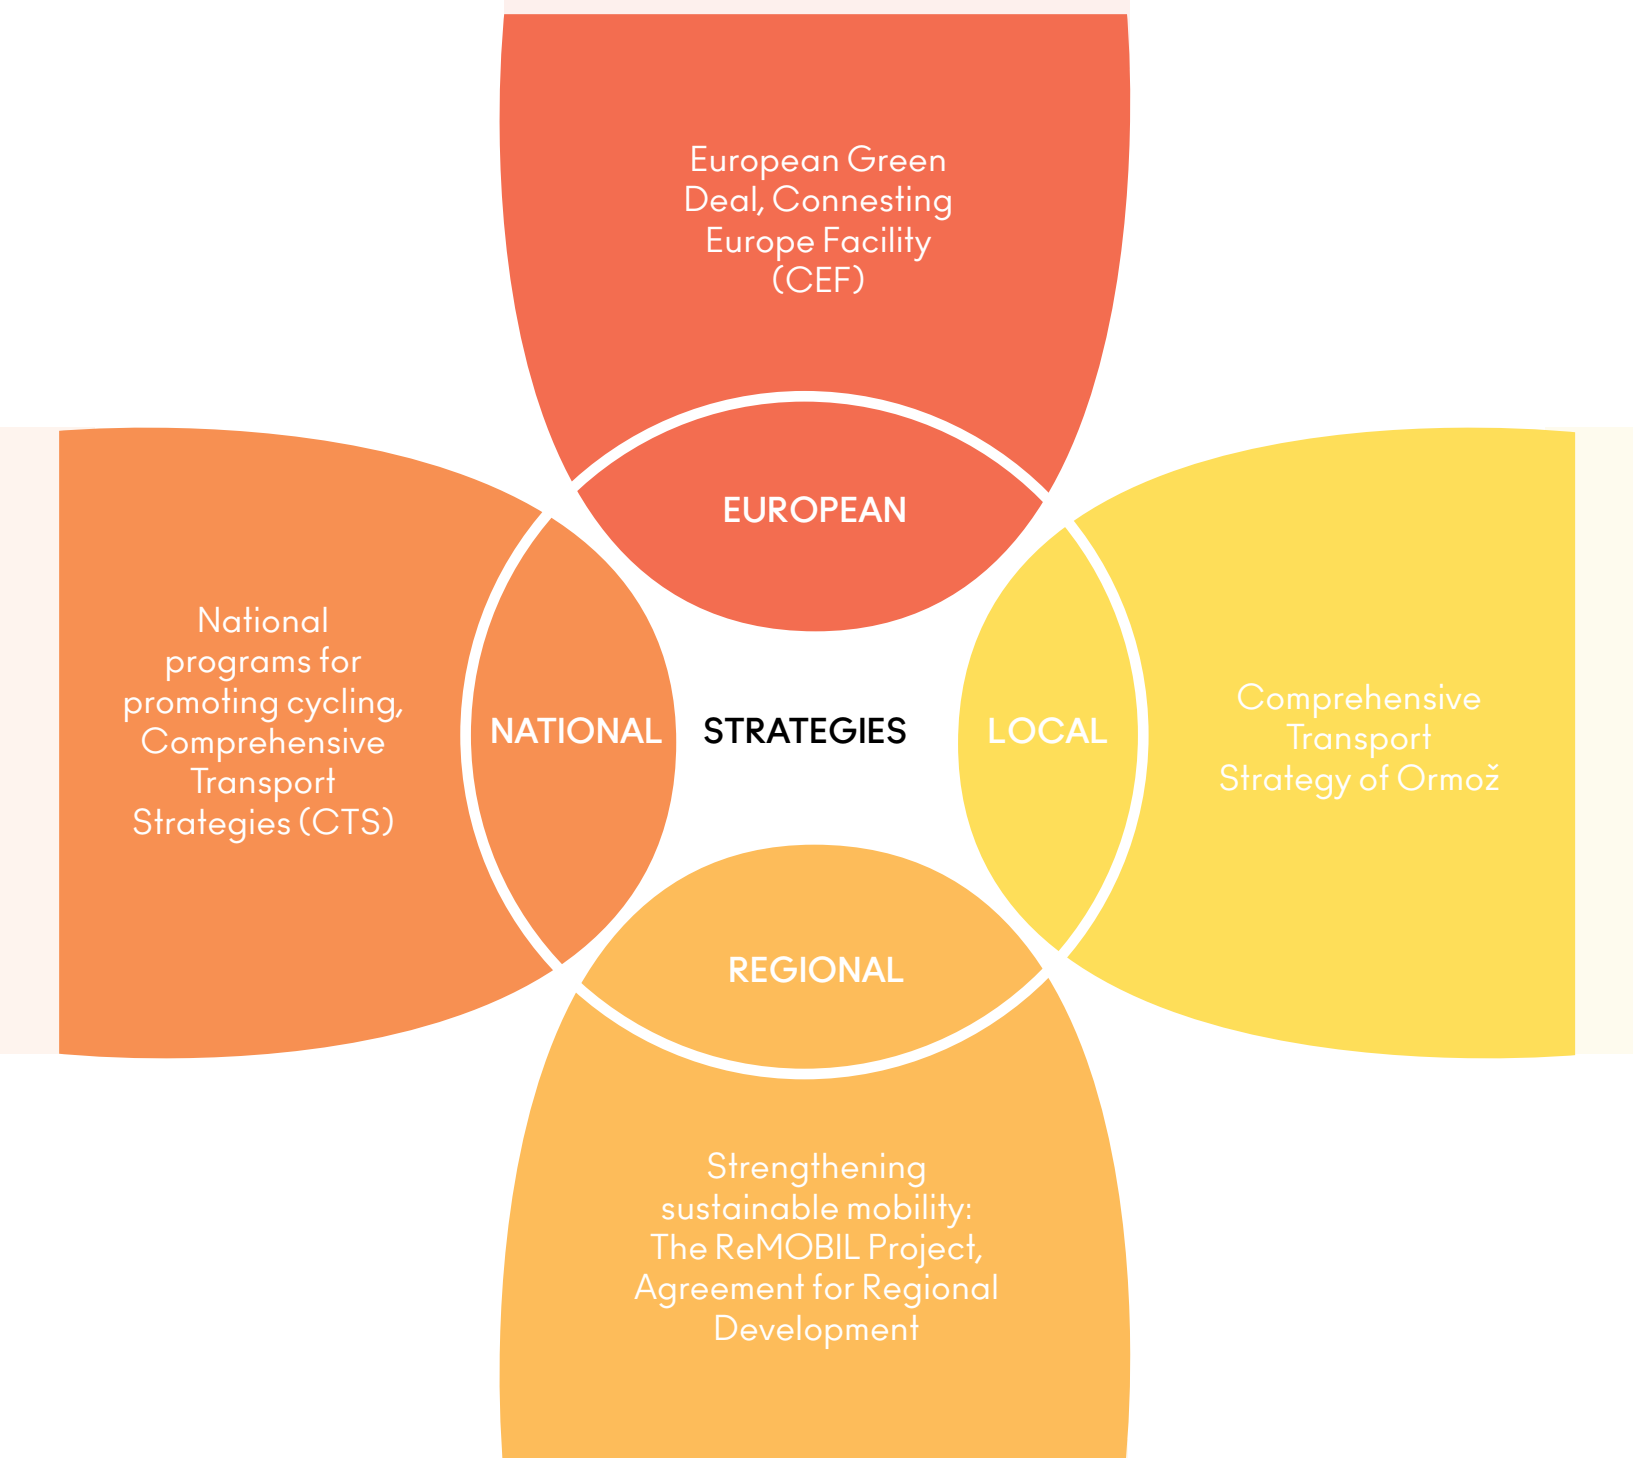 European Green
Deal, Connesting
Europe Facility
(CEF)
EUROPEAN
National
programs for
promoting cycling,
Comprehensive
Transport
Strategies (CTS)
NATIONAL
STRATEGIES
LOCAL
Comprehensive
Transport
Strategy of Ormož
REGIONAL
Strengthening
sustainable mobility:
The ReMOBIL Project,
Agreement for Regional
Development